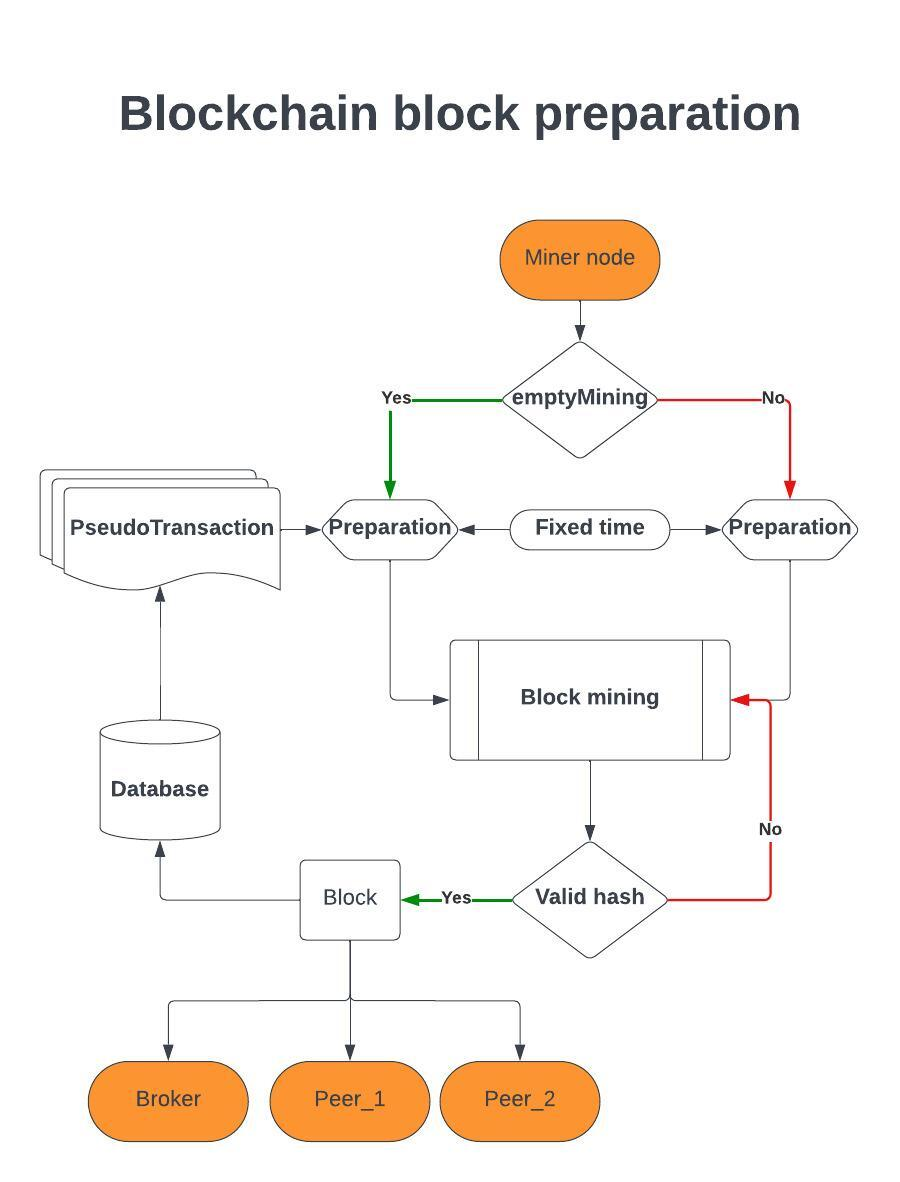 Blockchain block preparation
Miner node
emptyMining
Yes
No
PseudoTransaction
Preparation
Fixed time
Preparation
Block mining
Database
No
Block
Yes
Valid hash
Broker
Peer_1
Peer_2